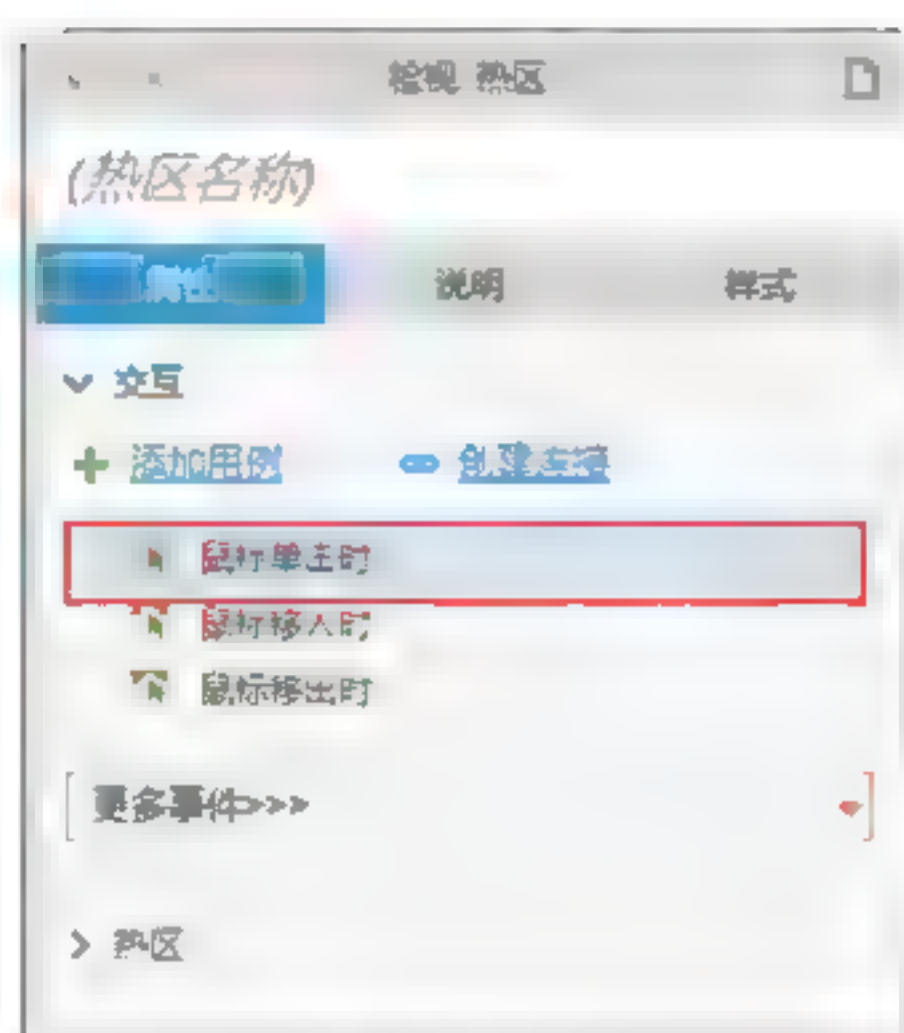 检视: 热区
(热区名称)
属性 说明 样式
交互
添加用例 创建连接
鼠标单击时
鼠标移入时
鼠标移出时
更多事件>>>
热区